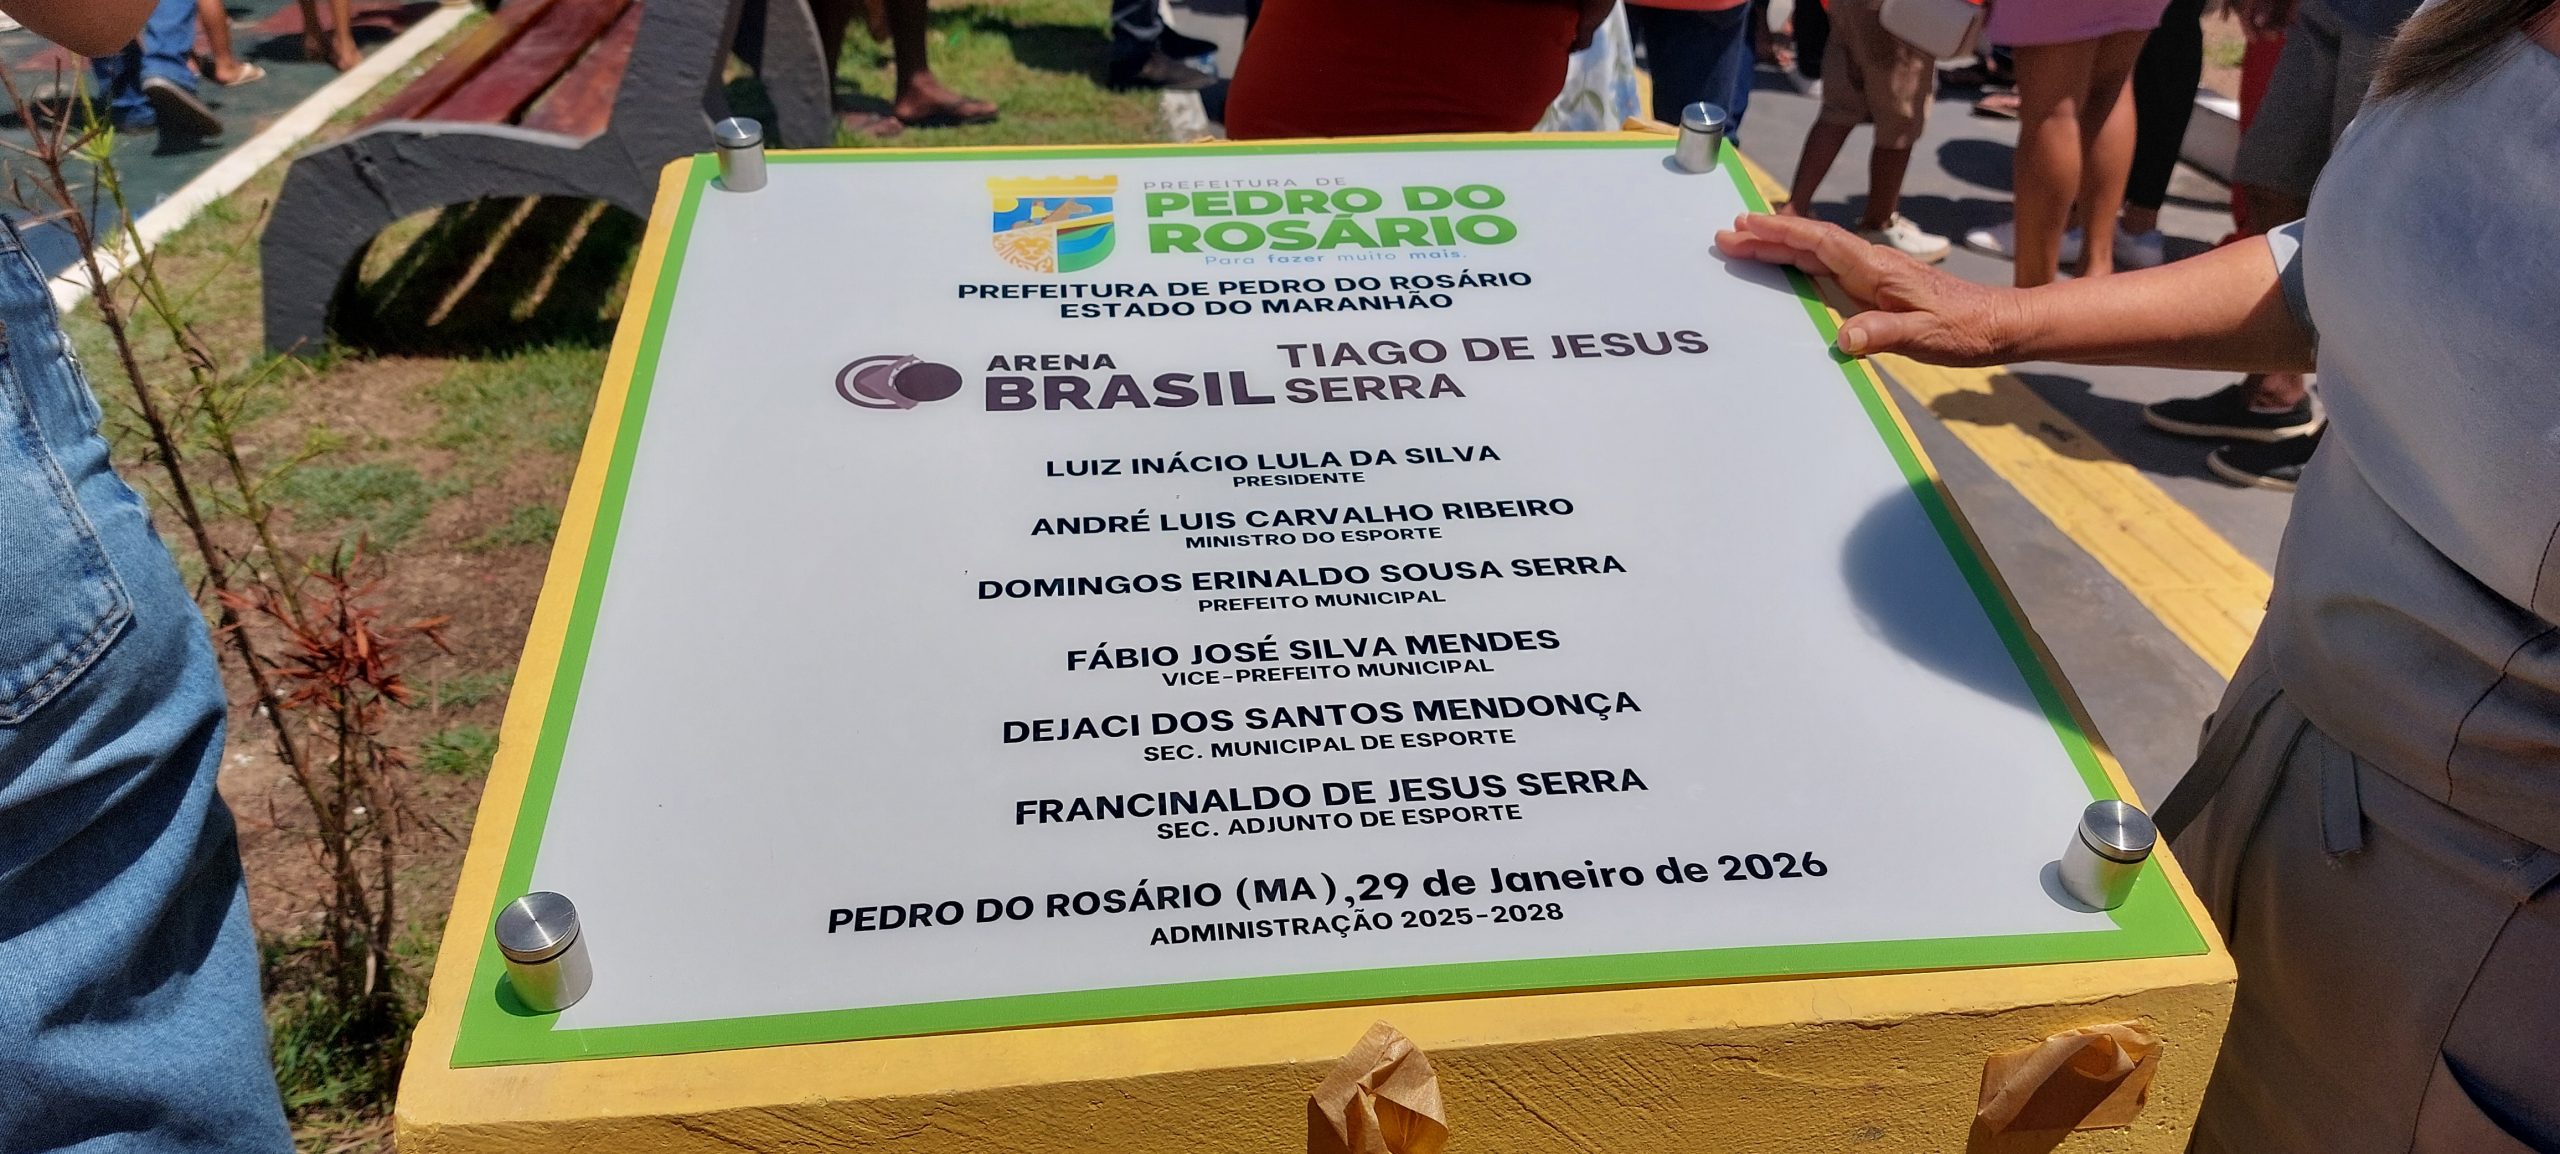 PREFEITURA DE
PEDRO DO
ROSÁRIO
Para fazer muito mais.
PREFEITURA DE PEDRO DO ROSÁRIO
ESTADO DO MARANHÃO
ARENA
BRASIL
TIAGO DE JESUS
SERRA
LUIZ INÁCIO LULA DA SILVA
PRESIDENTE
ANDRÉ LUIS CARVALHO RIBEIRO
MINISTRO DO ESPORTE
DOMINGOS ERINALDO SOUSA SERRA
PREFEITO MUNICIPAL
FÁBIO JOSÉ SILVA MENDES
VICE-PREFEITO MUNICIPAL
DEJACI DOS SANTOS MENDONÇA
SEC. MUNICIPAL DE ESPORTE
FRANCINALDO DE JESUS SERRA
SEC. ADJUNTO DE ESPORTE
PEDRO DO ROSÁRIO (MA),29 de Janeiro de 2026
ADMINISTRAÇÃO 2025-2028